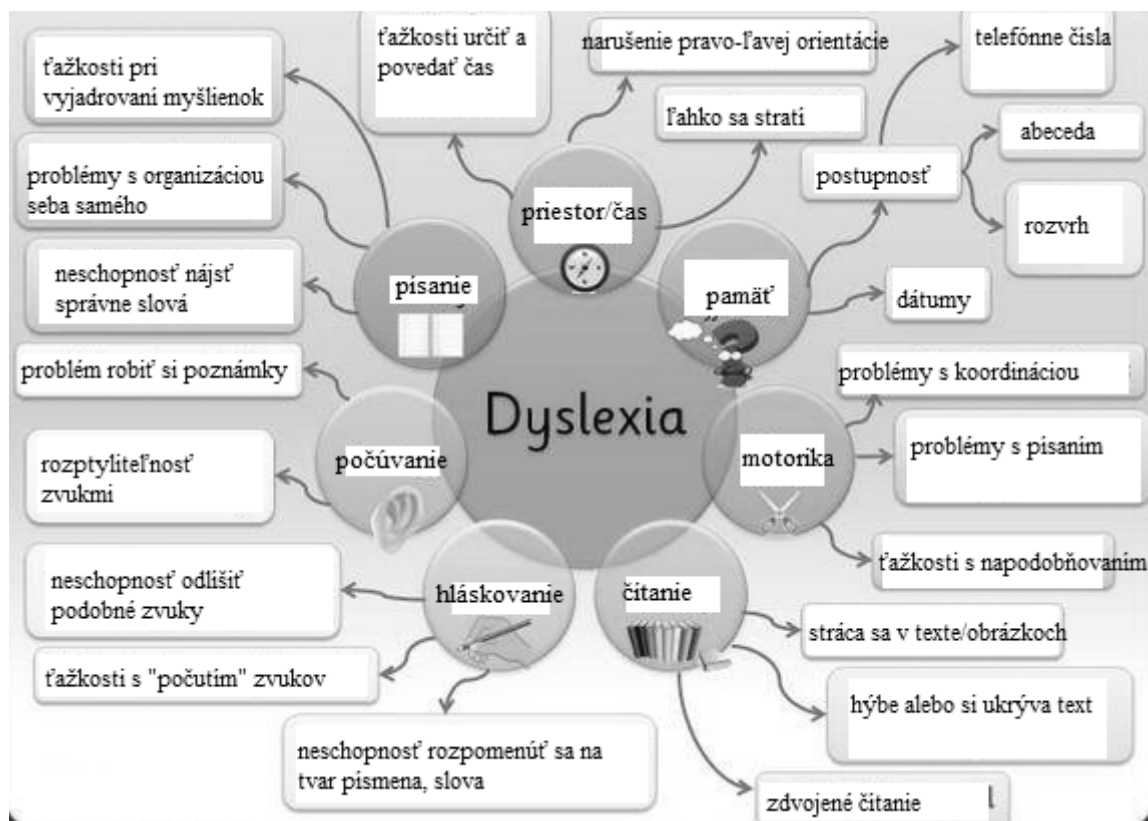 Dyslexia
priestor/čas
ťažkosti určiť a
povedať čas
narušenie pravo-ľavej orientácie
ľahko sa stratí
pamäť
postupnosť
telefónne čisla
abeceda
rozvrh
dátumy
motorika
problémy s koordináciou
problémy s písaním
ťažkosti s napodobňovaním
čítanie
stráca sa v texte/obrázkoch
hýbe alebo si ukrýva text
zdvojené čítanie
hláskovanie
neschopnosť odlíšiť
podobné zvuky
ťažkosti s "počutím" zvukov
neschopnosť rozpomenúť sa na
tvar písmena, slova
počúvanie
problém robiť si poznámky
rozptyliteľnosť
zvukmi
písanie
ťažkosti pri
vyjadrovani myšlienok
problémy s organizáciou
seba samého
neschopnosť nájsť
správne slová